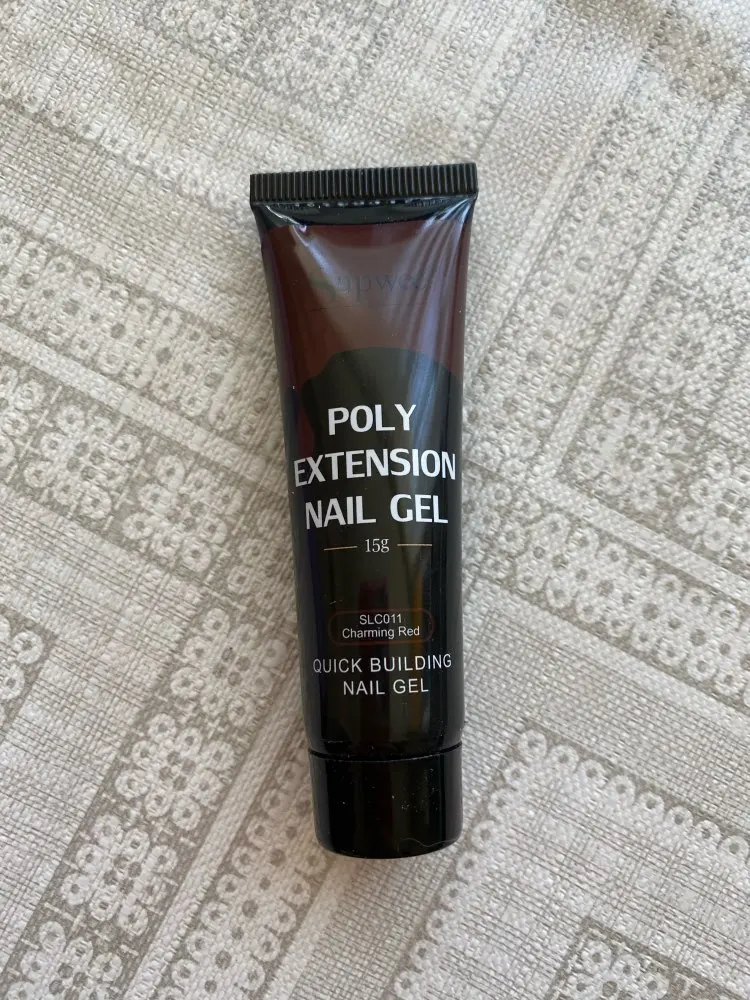 POLY
EXTENSION
NAIL GEL
15g
SLC011
Charming Red
QUICK BUILDING
NAIL GEL